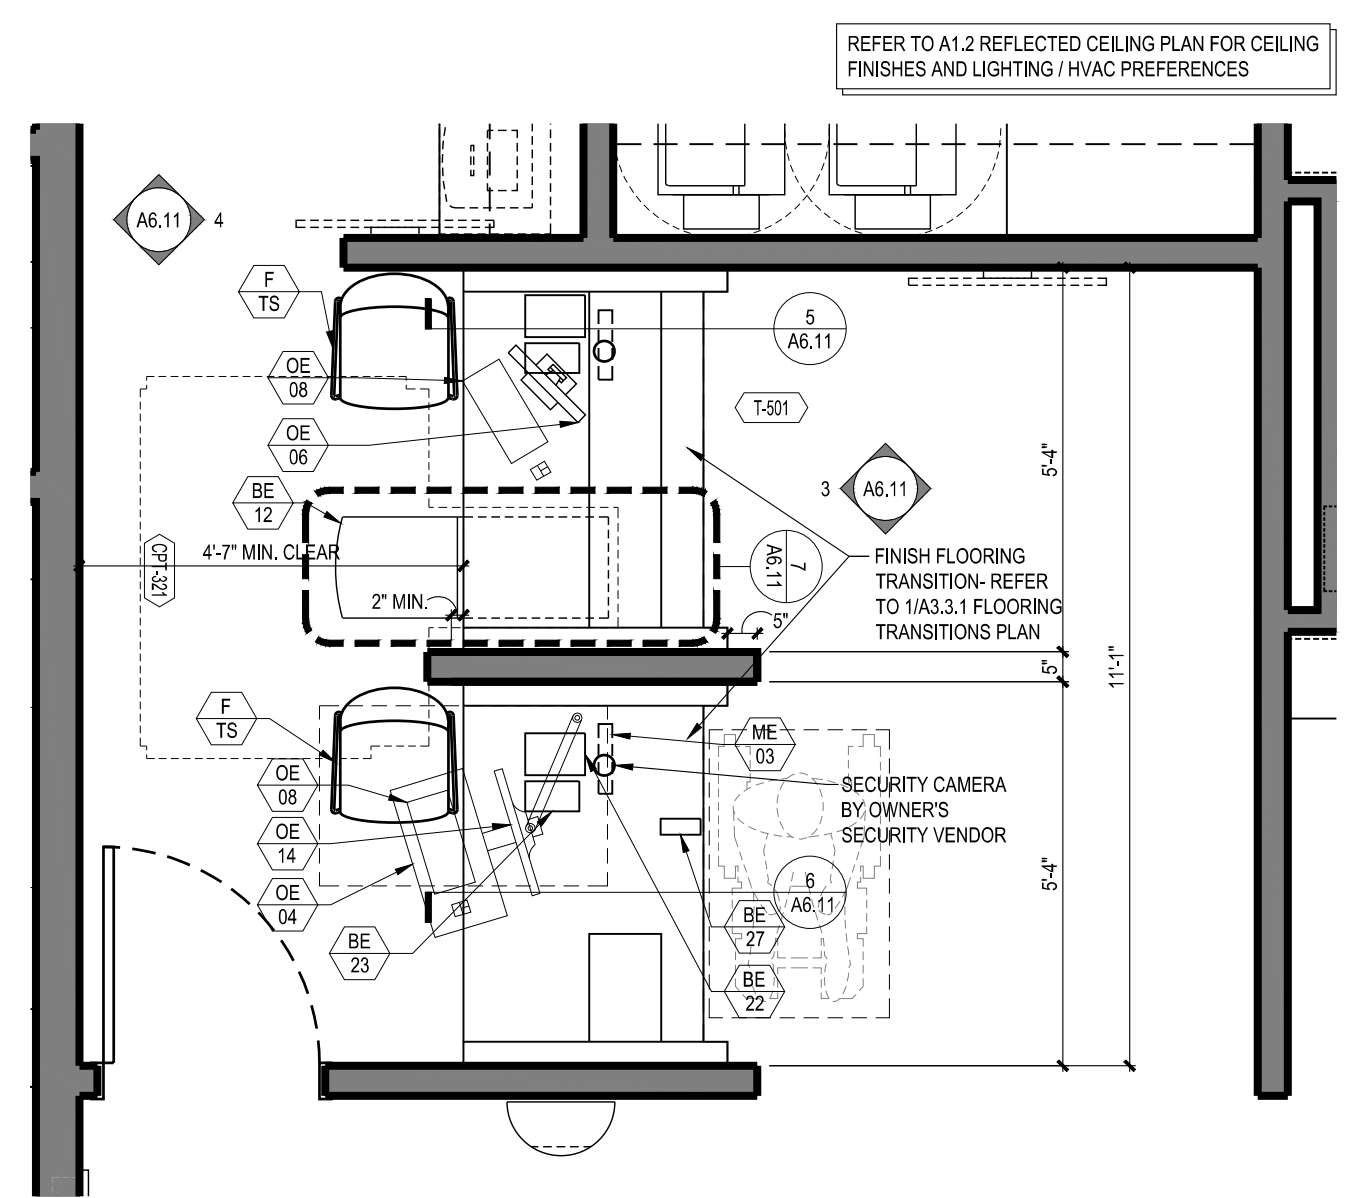 REFER TO A1.2 REFLECTED CEILING PLAN FOR CEILING
FINISHES AND LIGHTING / HVAC PREFERENCES
A6.11
4
F
TS
5
A6.11
OE
08
T-501
OE
06
5'-4"
BE
12
3
A6.11
4'-7" MIN. CLEAR
CPT-321
7
A6.11
FINISH FLOORING
TRANSITION- REFER
TO 1/A3.3.1 FLOORING
TRANSITIONS PLAN
2" MIN.
5"
5"
11'-1"
F
TS
ME
03
OE
08
SECURITY CAMERA
BY OWNER'S
SECURITY VENDOR
OE
14
5'-4"
6
A6.11
OE
04
BE
27
BE
23
BE
22